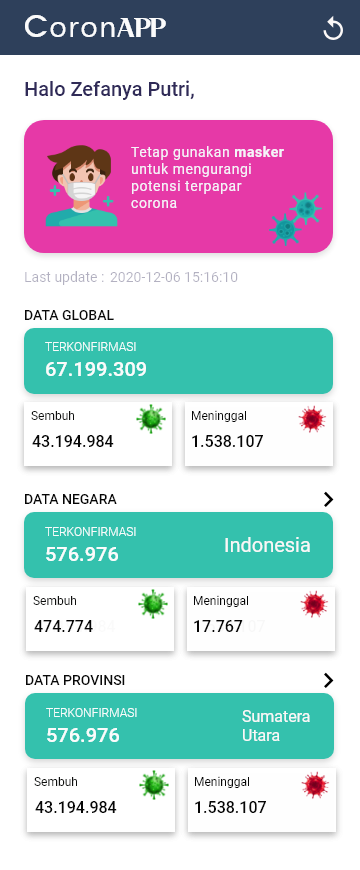 CoronAPP
Halo Zefanya Putri,
Tetap gunakan masker
untuk mengurangi
potensi terpapar
corona
Last update : 2020-12-06 15:16:10
DATA GLOBAL
TERKONFIRMASI
67.199.309
Sembuh
43.194.984
Meninggal
1.538.107
DATA NEGARA
TERKONFIRMASI
576.976
Indonesia
Sembuh
474.774
Meninggal
17.767
DATA PROVINSI
TERKONFIRMASI
576.976
Sumatera
Utara
Sembuh
43.194.984
Meninggal
1.538.107